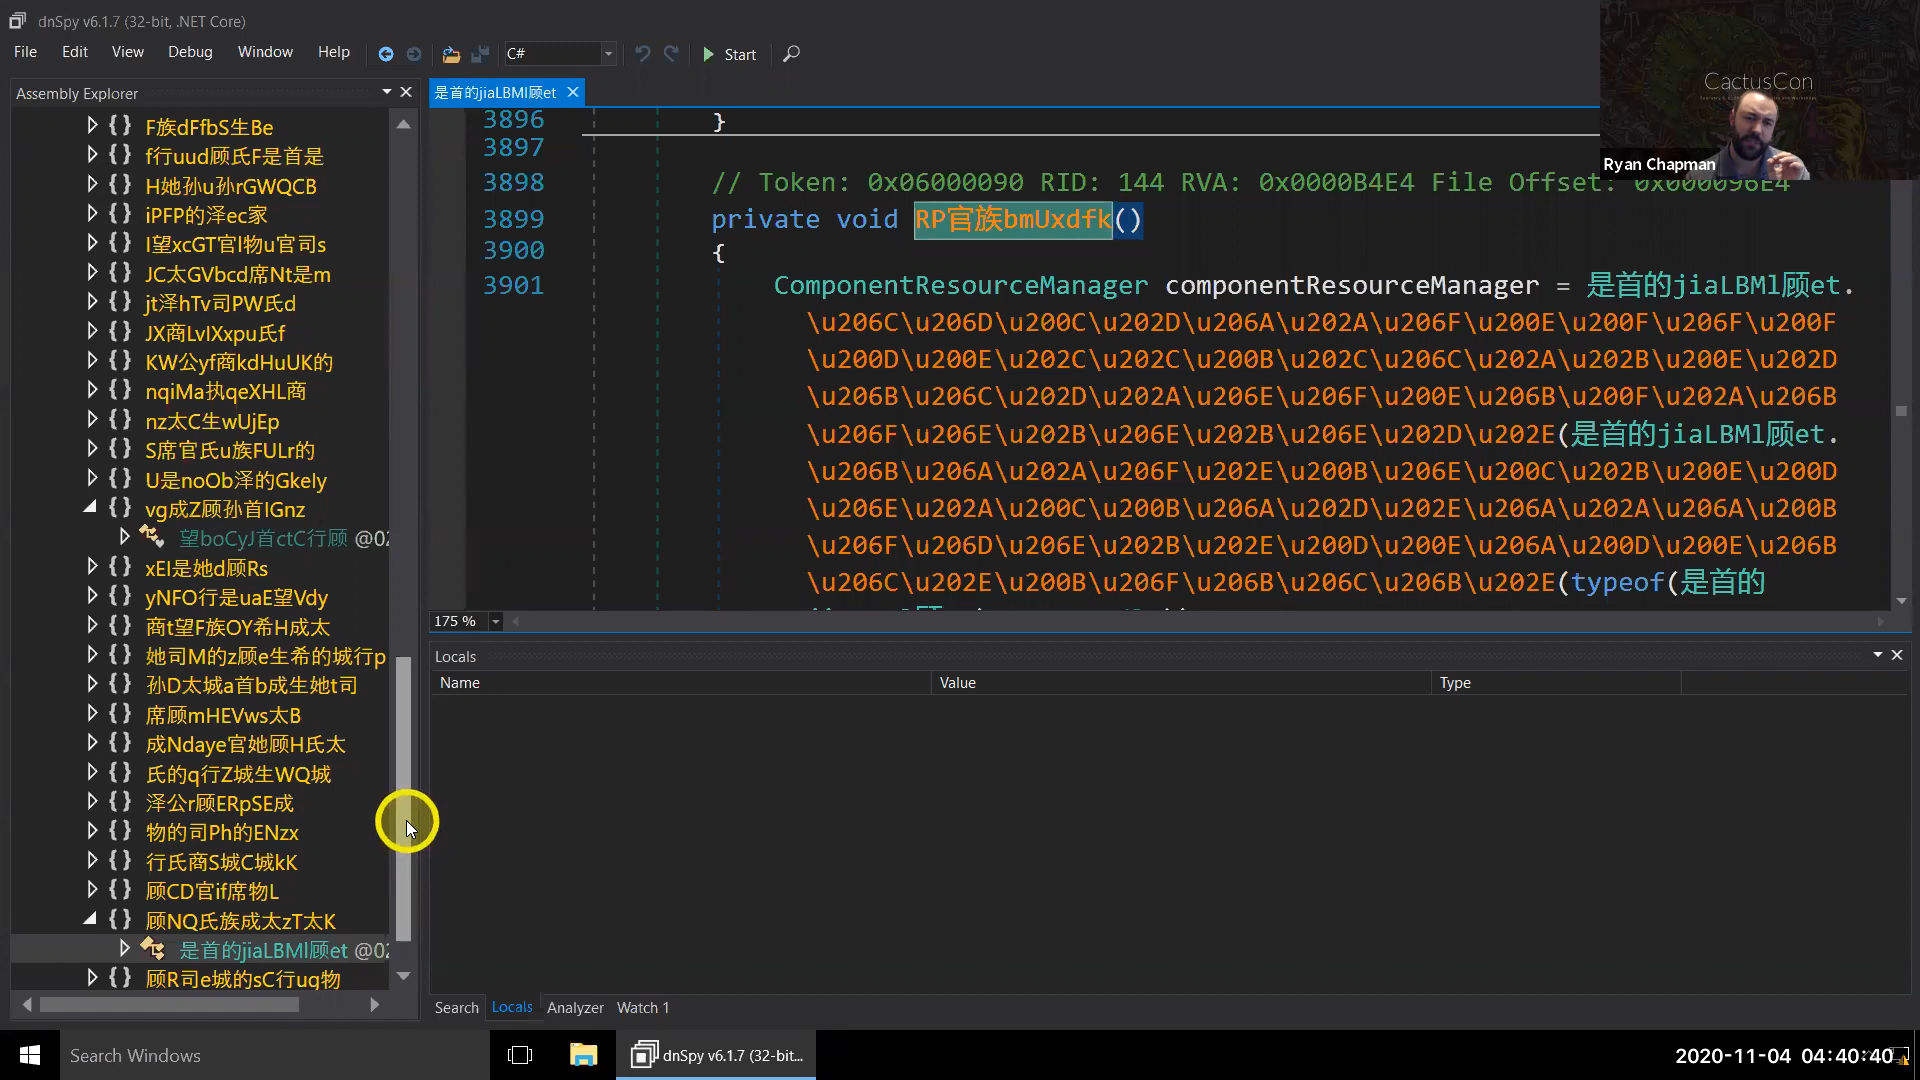 dnSpy v6.1.7 (32-bit, .NET Core)
File Edit View Debug Window Help C# Start
CactusCon
Ryan Chapman
Assembly Explorer
是首的jiaLBMl顾et
F族dFfbS生Be
f行uud顾氏F是首是
H她孙u孙rGWQCB
iPFP的泽ec家
I望xcGT官l物u官司s
JC太GVbcd席Nt是m
jt泽hTv司PW氏d
JX商LvIXxpu氏f
KW公yf商kdHuUK的
nqiMa执qeXHL商
nz太C生wUjEp
S席官氏u族FULr的
U是noOb泽的Gkely
vg成Z顾孙首IGnz
望boCyJ首ctC行顾 @02
xEI是她d顾Rs
yNFO行是uaE望Vdy
商t望F族OY希H成太
她司M的z顾e生希的城行p
孙D太城a首b成生她t司
席顾mHEVws太B
成Ndaye官她顾H氏太
氏的q行Z城生WQ城
泽公r顾ERpSE成
物的司Ph的ENzx
行氏商S城C城kK
顾CD官if席物L
顾NQ氏族成太zT太K
是首的jiaLBMl顾et @02
顾R司e城的sC行ug物
3896 }
3897
3898 // Token: 0x06000090 RID: 144 RVA: 0x0000B4E4 File Offset: 0x000096E4
3899 private void RP官族bmUxdfk()
3900 {
3901 ComponentResourceManager componentResourceManager = 是首的jiaLBMl顾et.
\u206C\u206D\u200C\u202D\u206A\u202A\u206F\u200E\u200F\u206F\u200F
\u200D\u200E\u202C\u202C\u200B\u202C\u206C\u202A\u202B\u200E\u202D
\u206B\u206C\u202D\u202A\u206E\u206F\u200E\u206B\u200F\u202A\u206B
\u206F\u206E\u202B\u206E\u202B\u206E\u202D\u202E(是首的jiaLBMl顾et.
\u206B\u206A\u202A\u206F\u202E\u200B\u206E\u200C\u202B\u200E\u200D
\u206E\u202A\u200C\u200B\u206A\u202D\u202E\u206A\u202A\u206A\u200B
\u206F\u206D\u206E\u202B\u202E\u200D\u200E\u206A\u200D\u200E\u206B
\u206C\u202E\u200B\u206F\u206B\u206C\u206B\u202E(typeof(是首的
175 %
Locals
Name Value Type
Search Locals Analyzer Watch 1
Search Windows
dnSpy v6.1.7 (32-bit...
2020-11-04 04:40:40